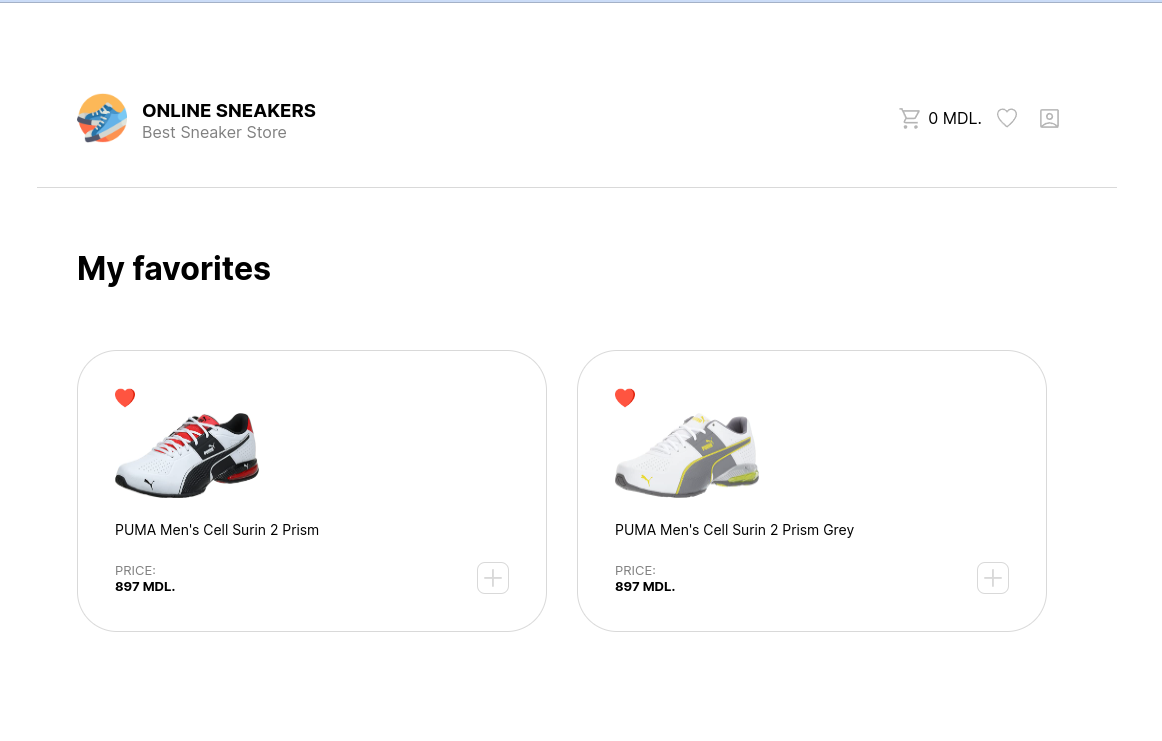 ONLINE SNEAKERS
Best Sneaker Store
0 MDL.
My favorites
PUMA Men's Cell Surin 2 Prism
PRICE:
897 MDL.
PUMA Men's Cell Surin 2 Prism Grey
PRICE:
897 MDL.